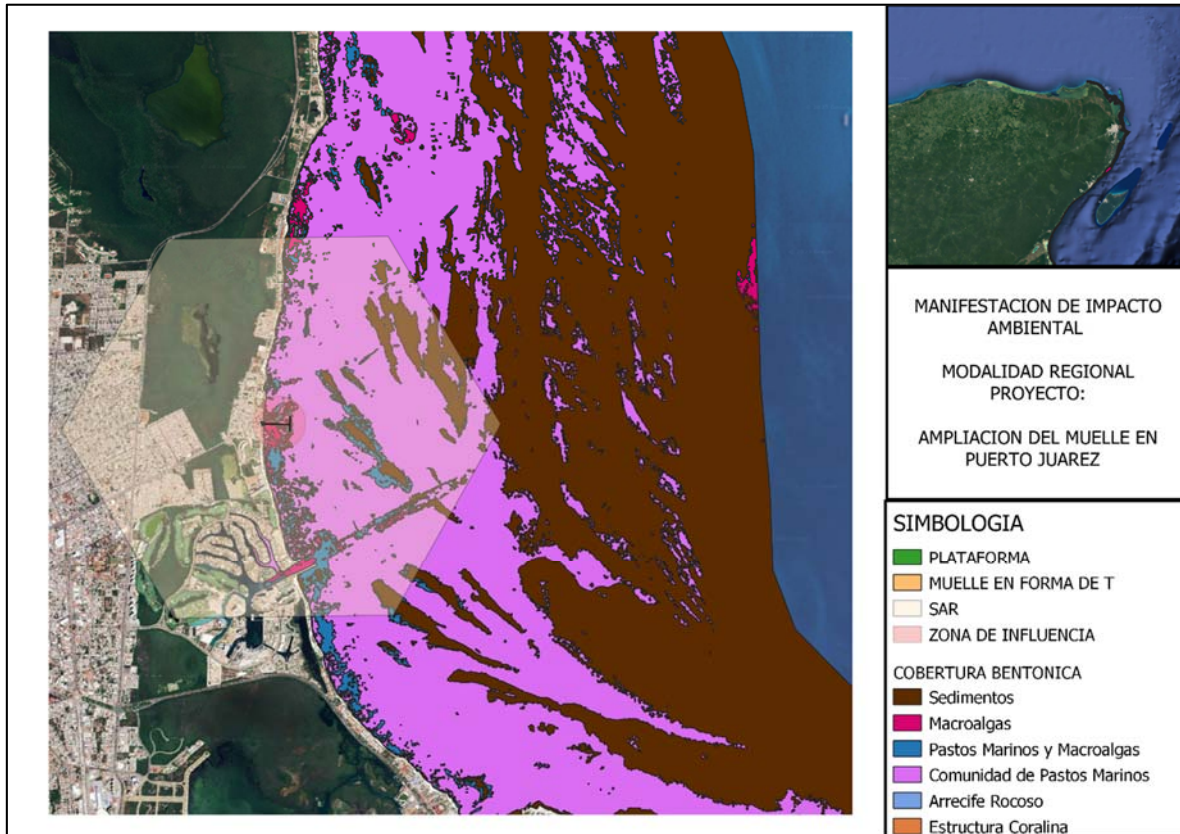 MANIFESTACION DE IMPACTO
AMBIENTAL
MODALIDAD REGIONAL
PROYECTO:
AMPLIACION DEL MUELLE EN
PUERTO JUAREZ
SIMBOLOGIA
PLATAFORMA
MUELLE EN FORMA DE T
SAR
ZONA DE INFLUENCIA
COBERTURA BENTONICA
Sedimentos
Macroalgas
Pastos Marinos y Macroalgas
Comunidad de Pastos Marinos
Arrecife Rocoso
Estructura Coralina